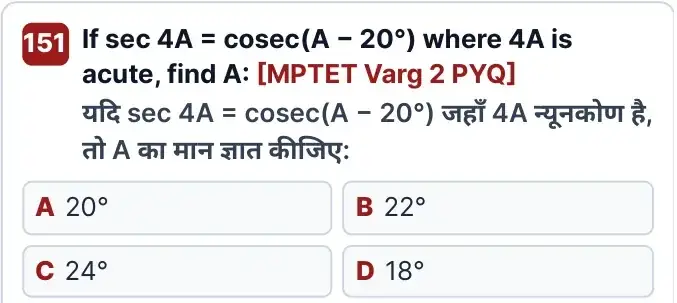 151 If sec 4A = cosec(A − 20°) where 4A is
acute, find A: [MPTET Varg 2 PYQ]
यदि sec 4A = cosec(A − 20°) जहाँ 4A न्यूनकोण है,
तो A का मान ज्ञात कीजिए:
A 20°
B 22°
C 24°
D 18°